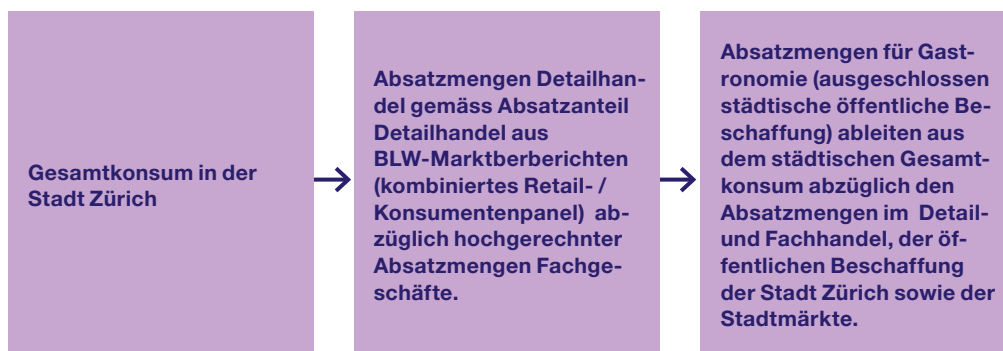 Gesamtkonsum in der
Stadt Zürich
Absatzmengen Detailhan-
del gemäss Absatzanteil
Detailhandel aus
BLW-Marktberberichten
(kombiniertes Retail- /
Konsumentenpanel) ab-
züglich hochgerechnter
Absatzmengen Fachge-
schäfte.
Absatzmengen für Gast-
ronomie (ausgeschlossen
städtische öffentliche Be-
schaffung) ableiten aus
dem städtischen Gesamt-
konsum abzüglich den
Absatzmengen im Detail-
und Fachhandel, der öf-
fentlichen Beschaffung
der Stadt Zürich sowie der
Stadtmärkte.